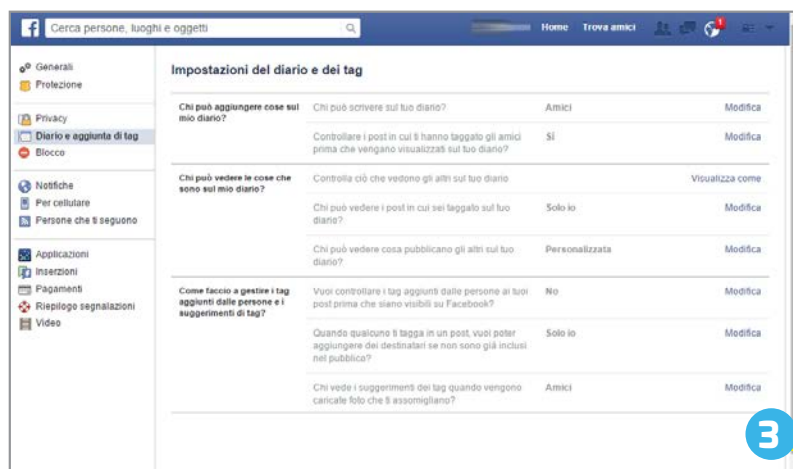 f Cerca persone, luoghi e oggetti Home Trova amici 1
Generali
Protezione
Privacy
Diario e aggiunta di tag
Blocco
Notifiche
Per cellulare
Persone che ti seguono
Applicazioni
Inserzioni
Pagamenti
Riepilogo segnalazioni
Video
Impostazioni del diario e dei tag
Chi può aggiungere cose sul
mio diario?
Chi può scrivere sul tuo diario? Amici Modifica
Controllare i post in cui ti hanno taggato gli amici Sì Modifica
prima che vengano visualizzati sul tuo diario?
Chi può vedere le cose che
sono sul mio diario?
Controlla ciò che vedono gli altri sul tuo diario Visualizza come
Chi può vedere i post in cui sei taggato sul tuo Solo io Modifica
diario?
Chi può vedere cosa pubblicano gli altri sul tuo Personalizzata Modifica
diario?
Come faccio a gestire i tag
aggiunti dalle persone e i
suggerimenti di tag?
Vuoi controllare i tag aggiunti dalle persone ai tuoi No Modifica
post prima che siano visibili su Facebook?
Quando qualcuno ti tagga in un post, vuoi poter Solo io Modifica
aggiungere dei destinatari se non sono già inclusi
nel pubblico?
Chi vede i suggerimenti dei tag quando vengono Amici Modifica
caricate foto che ti assomigliano?
3